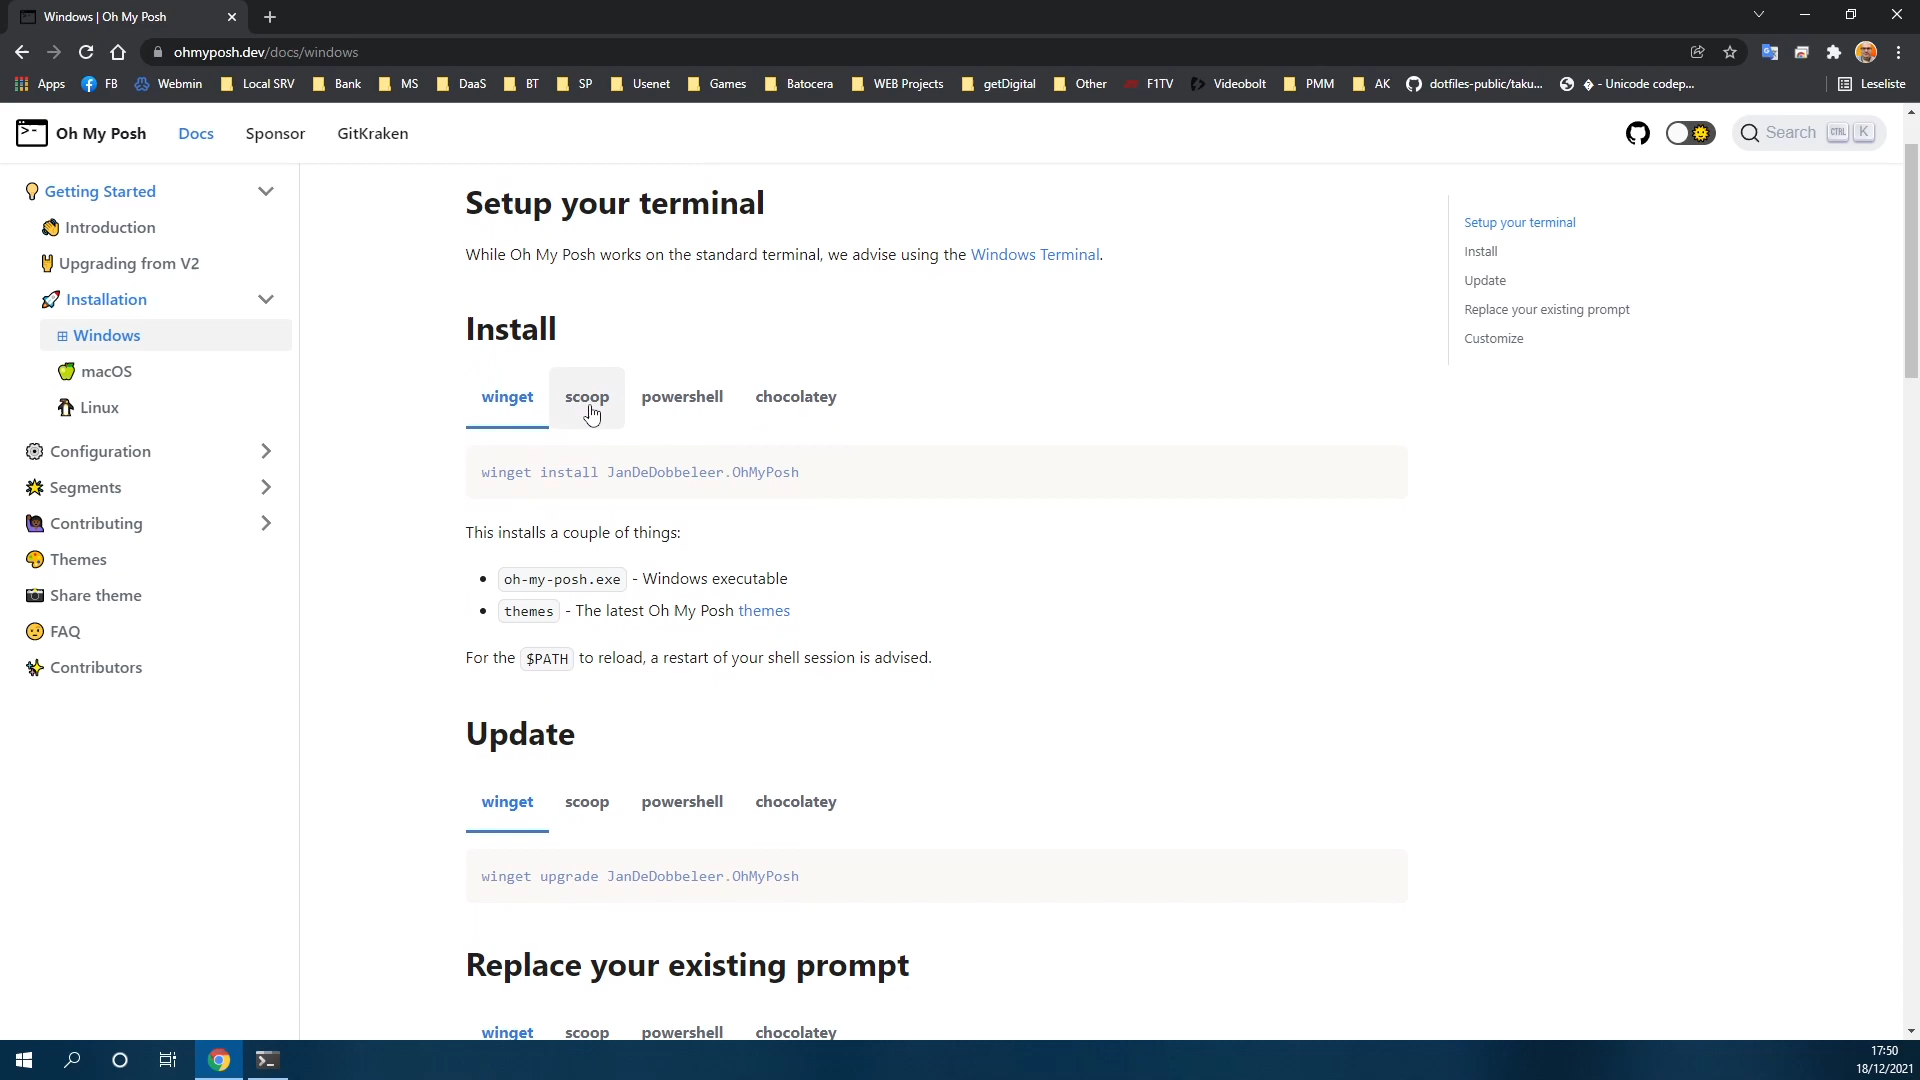 Windows | Oh My Posh
ohmyposh.dev/docs/windows
Apps FB Webmin Local SRV Bank MS DaaS BT SP Usenet Games Batocera WEB Projects getDigital Other F1TV Videobolt PMM AK dotfiles-public/taku... � - Unicode codep... Leseliste
Oh My Posh Docs Sponsor GitKraken Search CTRL K
Getting Started
Introduction
Upgrading from V2
Installation
Windows
macOS
Linux
Configuration
Segments
Contributing
Themes
Share theme
FAQ
Contributors
Setup your terminal
While Oh My Posh works on the standard terminal, we advise using the Windows Terminal.
Install
winget scoop powershell chocolatey
winget install JanDeDobbeleer.OhMyPosh
This installs a couple of things:
oh-my-posh.exe - Windows executable
themes - The latest Oh My Posh themes
For the $PATH to reload, a restart of your shell session is advised.
Update
winget scoop powershell chocolatey
winget upgrade JanDeDobbeleer.OhMyPosh
Replace your existing prompt
winget scoop powershell chocolatey
Setup your terminal
Install
Update
Replace your existing prompt
Customize
17:50
18/12/2021